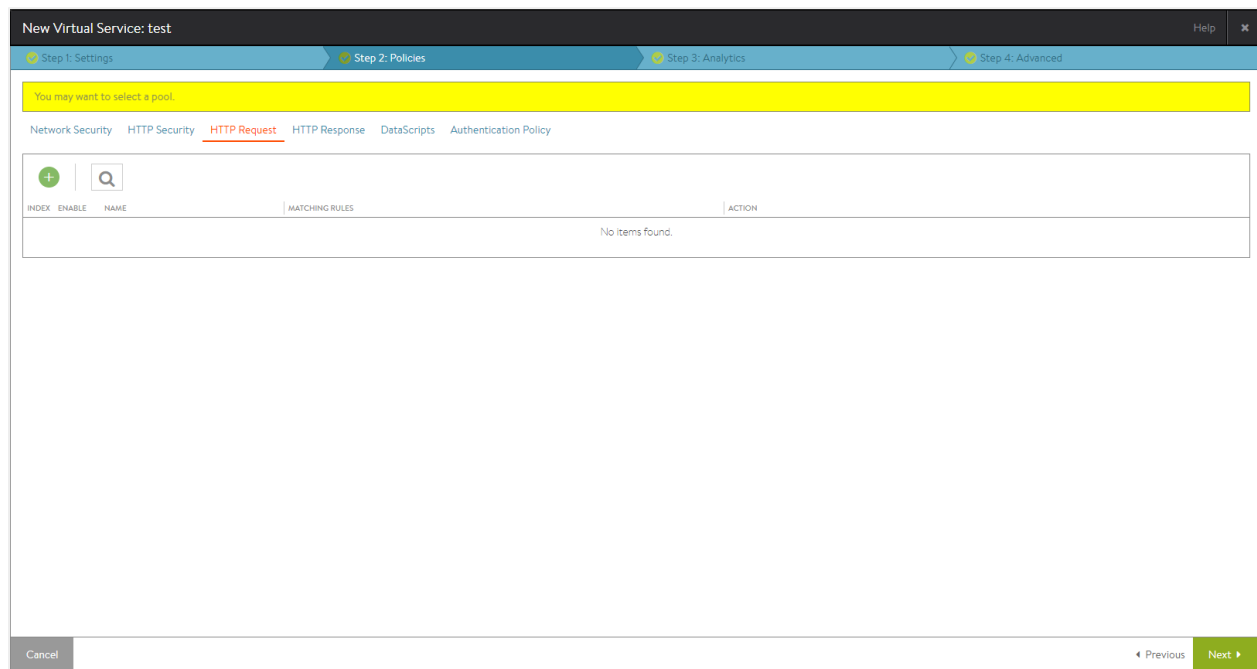 New Virtual Service: test
Help
Step 1: Settings
Step 2: Policies
Step 3: Analytics
Step 4: Advanced
You may want to select a pool.
Network Security HTTP Security HTTP Request HTTP Response DataScripts Authentication Policy
INDEX ENABLE NAME MATCHING RULES ACTION
No items found.
Cancel
Previous
Next